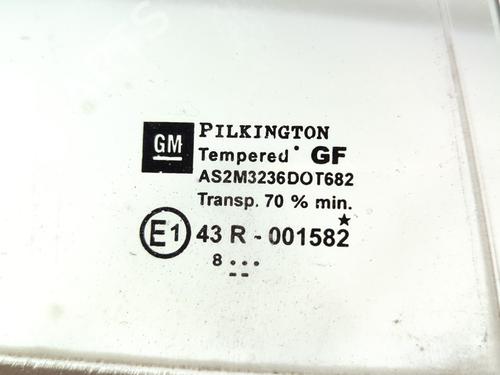 GM
PILKINGTON
Tempered GF
AS2M3236DOT682
Transp. 70 % min.
E1 43 R - 001582
8 ...